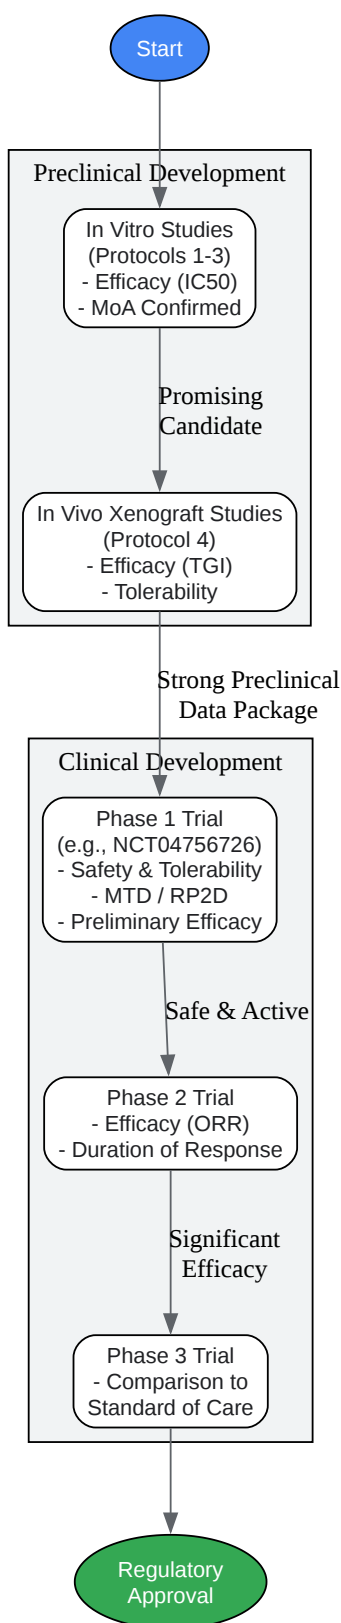 Start
Preclinical Development
In Vitro Studies
(Protocols 1-3)
- Efficacy (IC50)
- MoA Confirmed
Promising
Candidate
In Vivo Xenograft Studies
(Protocol 4)
- Efficacy (TGI)
- Tolerability
Strong Preclinical
Data Package
Clinical Development
Phase 1 Trial
(e.g., NCT04756726)
- Safety & Tolerability
- MTD / RP2D
- Preliminary Efficacy
Safe & Active
Phase 2 Trial
- Efficacy (ORR)
- Duration of Response
Significant
Efficacy
Phase 3 Trial
- Comparison to
Standard of Care
Regulatory
Approval